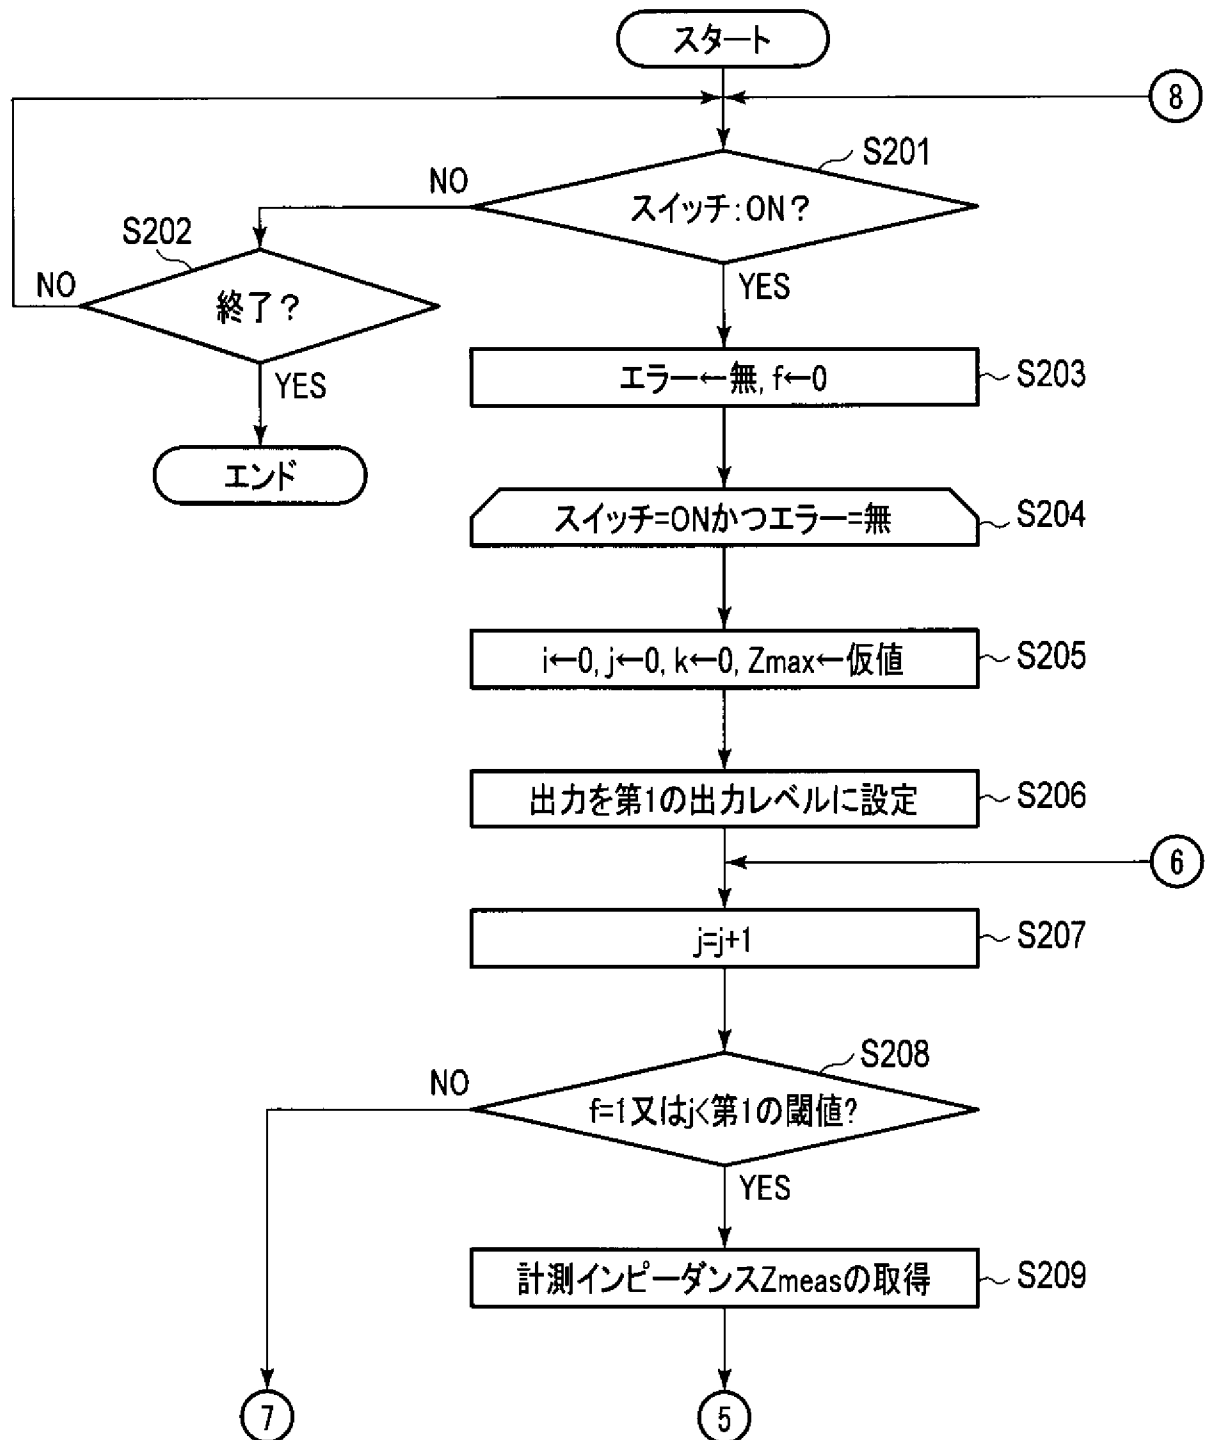 スタート
8
S201
NO
スイッチ:ON?
S202
YES
NO
終了?
YES
エラー←無, f←0
S203
エンド
スイッチ=ONかつエラー=無
S204
i←0, j←0, k←0, Zmax←仮値
S205
出力を第1の出力レベルに設定
S206
6
j=j+1
S207
S208
NO
f=1又はj<第1の閾値?
YES
計測インピーダンスZmeasの取得
S209
7
5